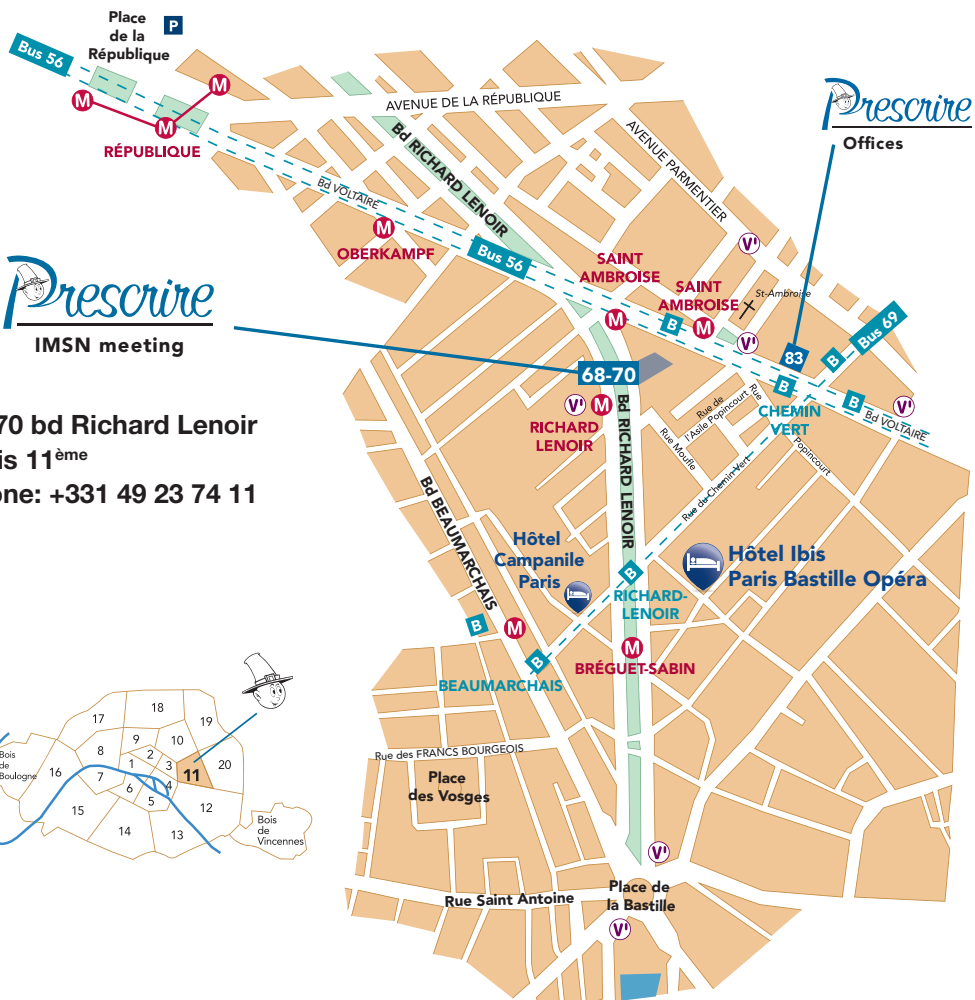 Place
de la
République
P
Bus 56
M
M
M
RÉPUBLIQUE
AVENUE DE LA RÉPUBLIQUE
Bd RICHARD LENOIR
AVENUE PARMENTIER
Prescrire
Offices
Bd VOLTAIRE
M
OBERKAMPF
Bus 56
SAINT
AMBROISE
M
SAINT
AMBROISE
M
B
V'
St-Ambroise
V'
83
B
Bus 69
B
CHEMIN
VERT
B
V'
Bd VOLTAIRE
Prescrire
IMSN meeting
68-70
V'
M
RICHARD
LENOIR
Bd RICHARD LENOIR
Rue de
l'Asile Popincourt
Rue Moufle
Rue
Popincourt
Rue du Chemin Vert
70 bd Richard Lenoir
is 11ème
one: +331 49 23 74 11
Bd BEAUMARCHAIS
Hôtel
Campanile
Paris
Hôtel Ibis
Paris Bastille Opéra
B
RICHARD-
LENOIR
B
M
B
BEAUMARCHAIS
M
BRÉGUET-SABIN
Rue des FRANCS BOURGEOIS
Place
des Vosges
Rue Saint Antoine
V'
Place de
la Bastille
V'
Bois
de
Boulogne
17
18
19
9
10
8
2
1
3
16
7
11
20
4
6
5
15
12
14
13
Bois
de
Vincennes